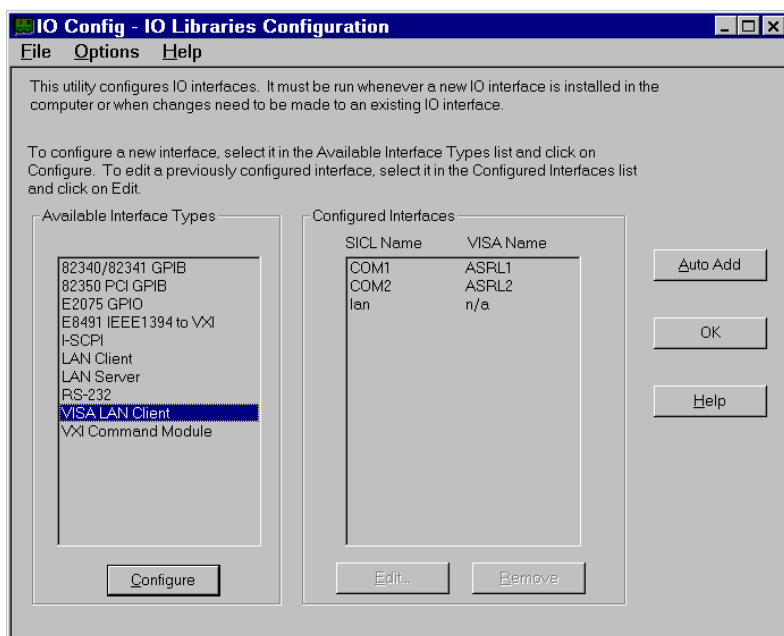 IO Config - IO Libraries Configuration
File Options Help
This utility configures IO interfaces. It must be run whenever a new IO interface is installed in the
computer or when changes need to be made to an existing IO interface.
To configure a new interface, select it in the Available Interface Types list and click on
Configure. To edit a previously configured interface, select it in the Configured Interfaces list
and click on Edit.
Available Interface Types
82340/82341 GPIB
82350 PCI GPIB
E2075 GPIO
E8491 IEEE1394 to VXI
I-SCPI
LAN Client
LAN Server
RS-232
VISA LAN Client
VXI Command Module
Configure
Configured Interfaces
SICL Name VISA Name
COM1 ASRL1
COM2 ASRL2
lan n/a
Edit... Remove
Auto Add
OK
Help